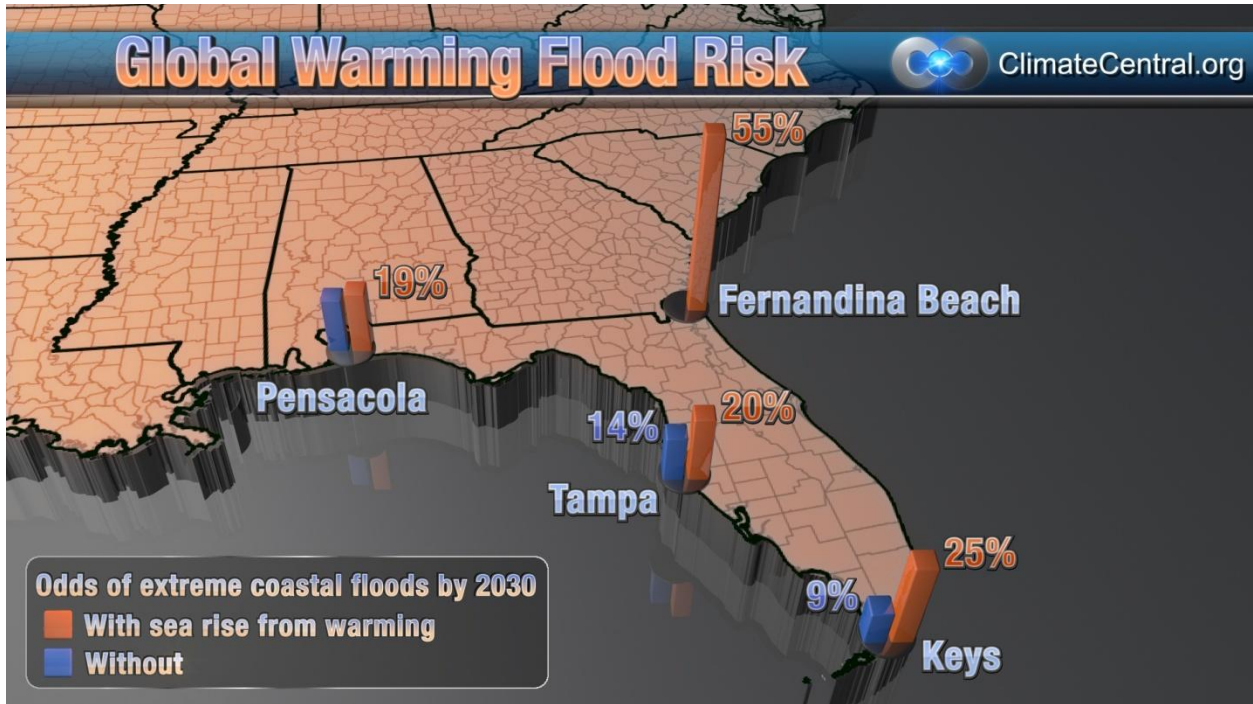 Global Warming Flood Risk
ClimateCentral.org
55%
Fernandina Beach
19%
Pensacola
14%
20%
Tampa
9%
25%
Keys
Odds of extreme coastal floods by 2030
With sea rise from warming
Without